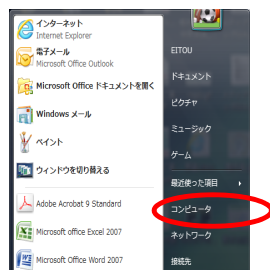 インターネット
Internet Explorer
電子メール
Microsoft Office Outlook
Microsoft Office ドキュメントを開く
Windows メール
ペイント
ウィンドウを切り替える
Adobe Acrobat 9 Standard
Microsoft Office Excel 2007
Microsoft Office Word 2007
EITOU
ドキュメント
ピクチャ
ミュージック
ゲーム
最近使った項目
コンピュータ
ネットワーク
接続先